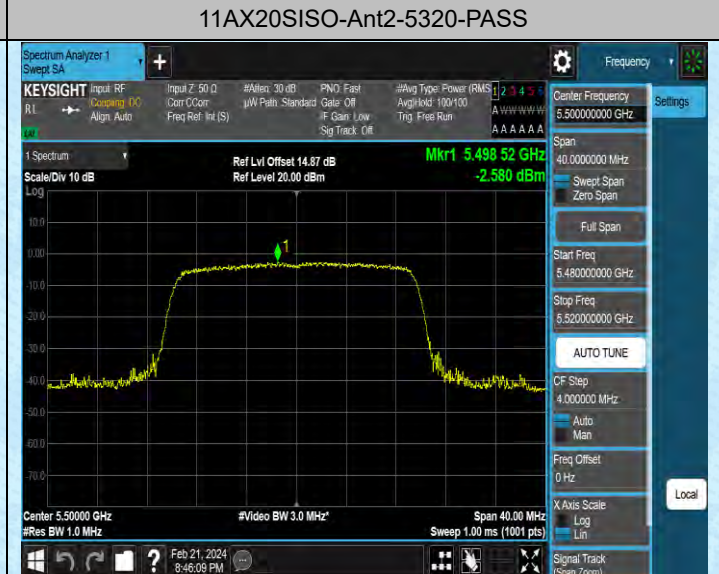 11AX20SISO-Ant2-5320-PASS
Spectrum Analyzer 1
Swept SA
Frequency
KEYSIGHT
RL
Input: RF
Coupling: DC
Align: Auto
Input Z: 50 Ω
Corr CCorr
Freq Ref: Int (S)
#Atten: 30 dB
µW Path: Standard
PNO: Fast
Gate: Off
IF Gain: Low
Sig Track: Off
#Avg Type: Power (RMS
Avg|Hold: 100/100
Trig: Free Run
1 2 3 4 5 6
A W W W W W
A A A A A A
1 Spectrum
Scale/Div 10 dB
Log
Ref Lvl Offset 14.87 dB
Ref Level 20.00 dBm
Mkr1 5.498 52 GHz
-2.580 dBm
10.0
0.00
-10.0
-20.0
-30.0
-40.0
-50.0
-60.0
-70.0
1
Center 5.50000 GHz
#Res BW 1.0 MHz
#Video BW 3.0 MHz*
Span 40.00 MHz
Sweep 1.00 ms (1001 pts)
Feb 21, 2024
8:46:09 PM
Center Frequency
5.500000000 GHz
Settings
Span
40.0000000 MHz
Swept Span
Zero Span
Full Span
Start Freq
5.480000000 GHz
Stop Freq
5.520000000 GHz
AUTO TUNE
CF Step
4.000000 MHz
Auto
Man
Freq Offset
0 Hz
X Axis Scale
Log
Lin
Local
Signal Track
(Span Zoom)